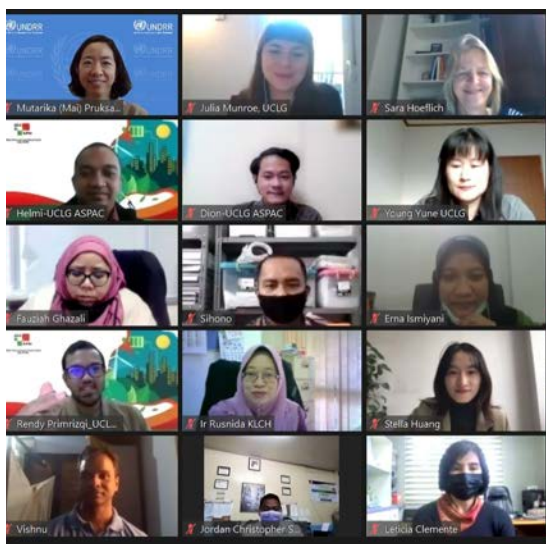 UNDRR
UNDRR
Mutarika (Mai) Pruksa...
Julia Munroe, UCLG
Sara Hoeflich
Helmi-UCLG ASPAC
Dion-UCLG ASPAC
Young Yune UCLG
Fauziah Ghazali
Sihono
Erna Ismiyani
Rendy Primrizqi_UCL...
Ir Rusnida KLCH
Stella Huang
Vishnu
Jordan Christopher S...
Leticia Clemente